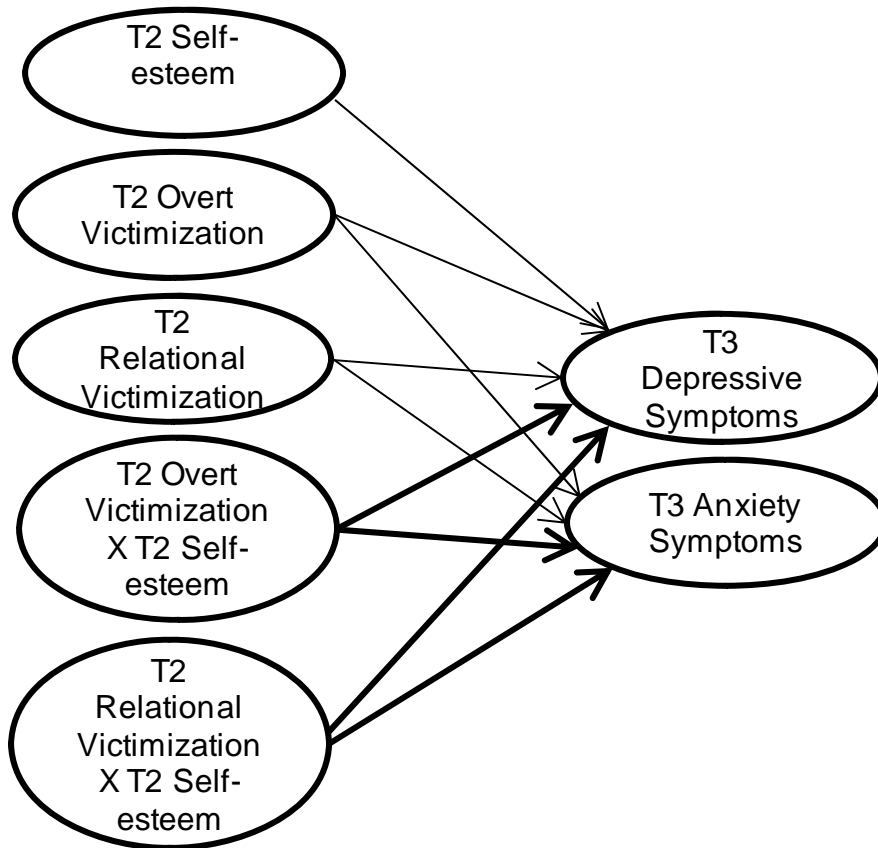 T2 Self-
esteem
T2 Overt
Victimization
T2
Relational
Victimization
T2 Overt
Victimization
X T2 Self-
esteem
T2
Relational
Victimization
X T2 Self-
esteem
T3
Depressive
Symptoms
T3 Anxiety
Symptoms